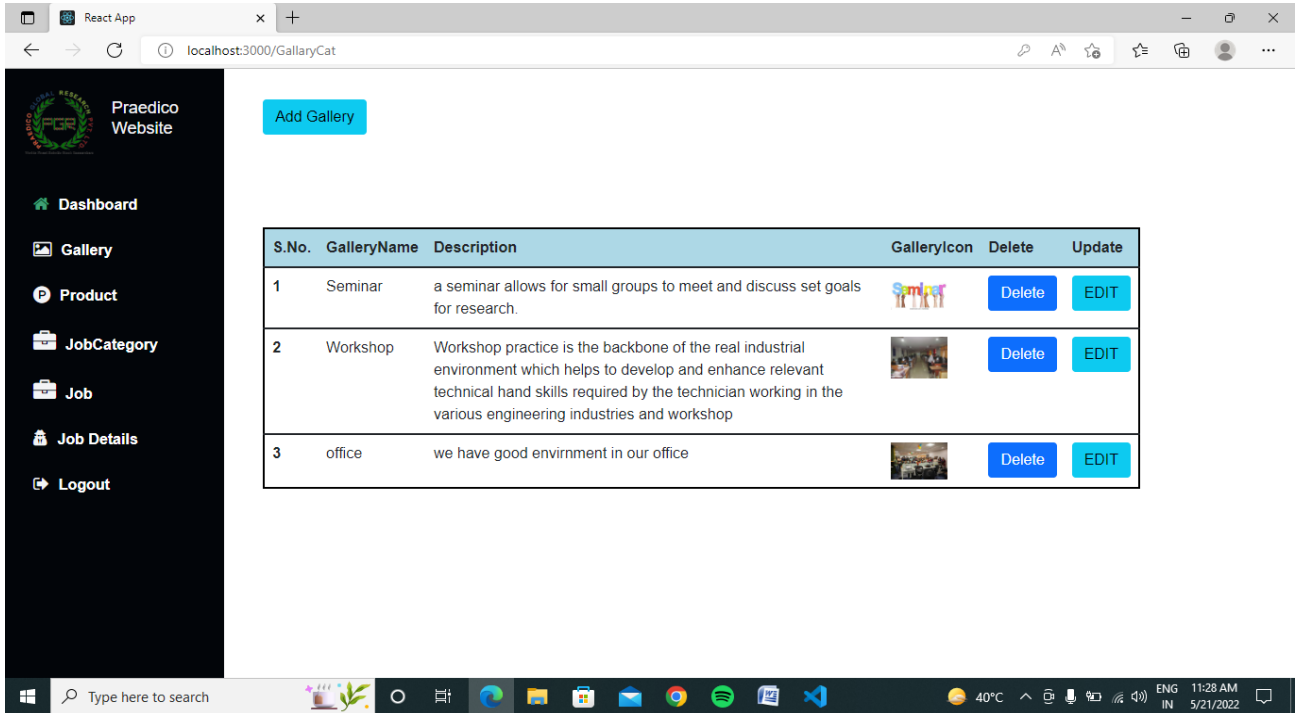 React App
localhost:3000/GallaryCat
PGR
Praedico
Website
Add Gallery
Dashboard
Gallery
Product
JobCategory
Job
Job Details
Logout
S.No. GalleryName Description GalleryIcon Delete Update
1 Seminar a seminar allows for small groups to meet and discuss set goals Seminar Delete EDIT
for research.
2 Workshop Workshop practice is the backbone of the real industrial Delete EDIT
environment which helps to develop and enhance relevant
technical hand skills required by the technician working in the
various engineering industries and workshop
3 office we have good envirnment in our office Delete EDIT
Type here to search
40°C
ENG 11:28 AM
IN 5/21/2022